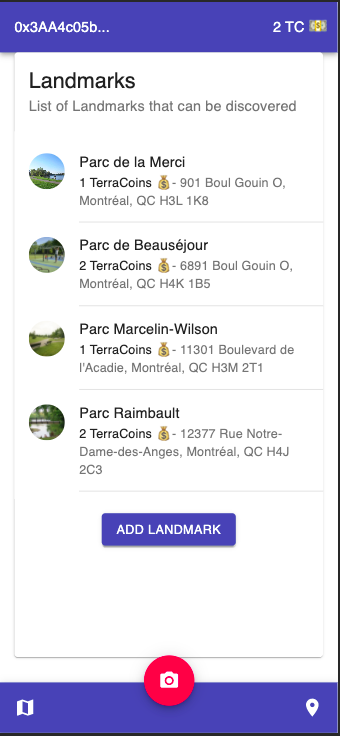 0x3AA4c05b...
2 TC 💵
Landmarks
List of Landmarks that can be discovered
Parc de la Merci
1 TerraCoins 💰- 901 Boul Gouin O,
Montréal, QC H3L 1K8
Parc de Beauséjour
2 TerraCoins 💰- 6891 Boul Gouin O,
Montréal, QC H4K 1B5
Parc Marcelin-Wilson
1 TerraCoins 💰- 11301 Boulevard de
l'Acadie, Montréal, QC H3M 2T1
Parc Raimbault
2 TerraCoins 💰- 12377 Rue Notre-
Dame-des-Anges, Montréal, QC H4J
2C3
ADD LANDMARK